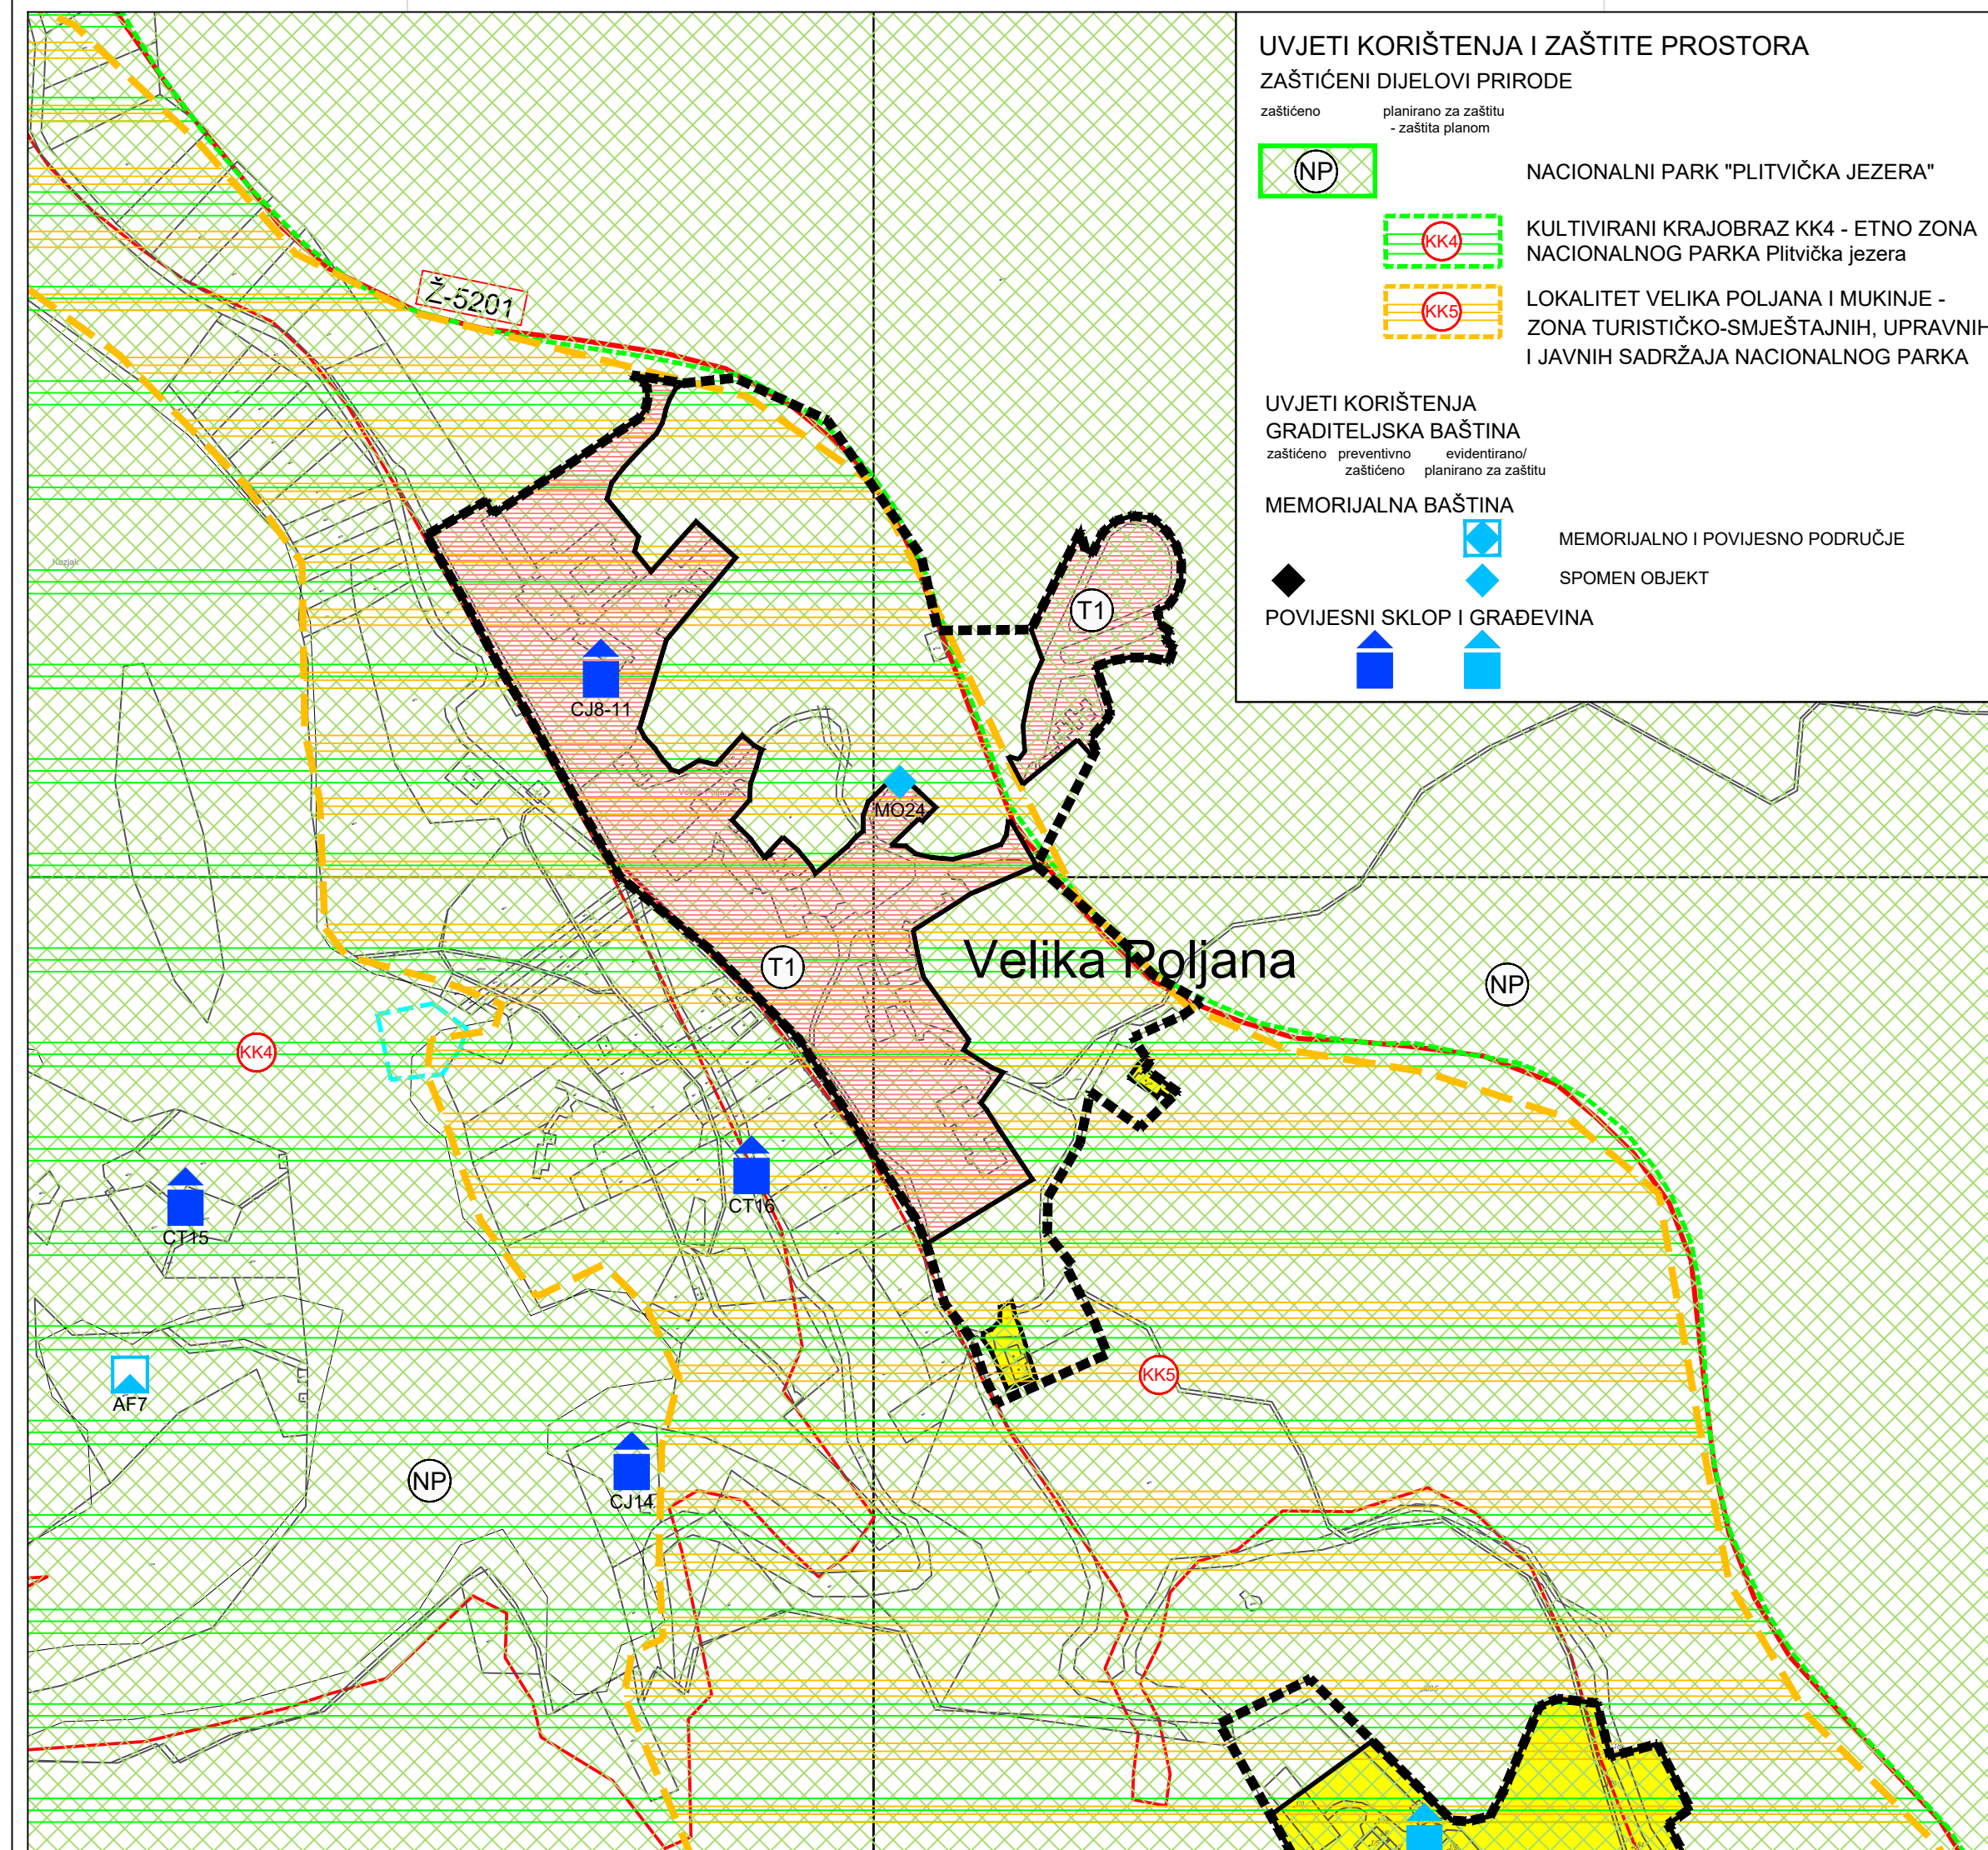 UVJETI KORIŠTENJA I ZAŠTITE PROSTORA
ZAŠTIĆENI DIJELOVI PRIRODE
zaštićeno
planirano za zaštitu
- zaštita planom
NP
NACIONALNI PARK "PLITVIČKA JEZERA"
KK4
KULTIVIRANI KRAJOBRAZ KK4 - ETNO ZONA
NACIONALNOG PARKA Plitvička jezera
KK5
LOKALITET VELIKA POLJANA I MUKINJE -
ZONA TURISTIČKO-SMJEŠTAJNIH, UPRAVNIH
I JAVNIH SADRŽAJA NACIONALNOG PARKA
UVJETI KORIŠTENJA
GRADITELJSKA BAŠTINA
zaštićeno preventivno zaštićeno evidentirano/ planirano za zaštitu
MEMORIJALNA BAŠTINA
MEMORIJALNO I POVIJESNO PODRUČJE
SPOMEN OBJEKT
POVIJESNI SKLOP I GRAĐEVINA
Ž-5201
Kozjak
T1
CJ8-11
Velika Poljana
MO24
Velika Poljana
T1
NP
KK4
CT16
CT15
KK5
AF7
NP
CJ14